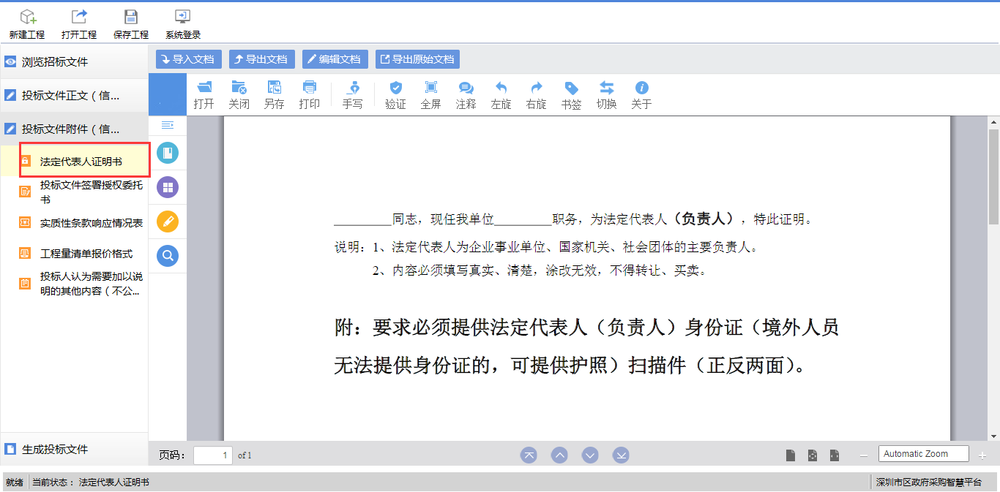 新建工程 打开工程 保存工程 系统登录
浏览招标文件
投标文件正文（信...
投标文件附件（信...
法定代表人证明书
投标文件签署授权委托
书
实质性条款响应情况表
工程量清单报价格式
投标人认为需要加以说
明的其他内容（不公...
生成投标文件
导入文档 导出文档 编辑文档 导出原始文档
打开 关闭 另存 打印 手写 验证 全屏 注释 左旋 右旋 书签 切换 关于
_________同志，现任我单位_________职务，为法定代表人（负责人），特此证明。
说明：1、法定代表人为企业事业单位、国家机关、社会团体的主要负责人。
2、内容必须填写真实、清楚，涂改无效，不得转让、买卖。
附：要求必须提供法定代表人（负责人）身份证（境外人员
无法提供身份证的，可提供护照）扫描件（正反两面）。
页码： 1 of 1 Automatic Zoom
就绪 当前状态： 法定代表人证明书 深圳市区政府采购智慧平台